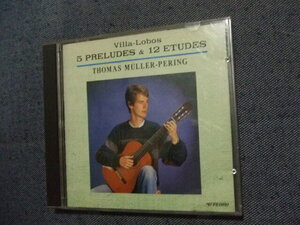 Villa-Lobos
5 PRELUDES & 12 ETUDES
THOMAS MÜLLER-PERING